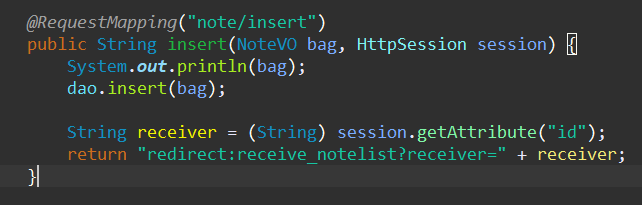 @RequestMapping("note/insert")
public String insert(NoteVO bag, HttpSession session) {
System.out.println(bag);
dao.insert(bag);
String receiver = (String) session.getAttribute("id");
return "redirect:receive_notelist?receiver=" + receiver;
}